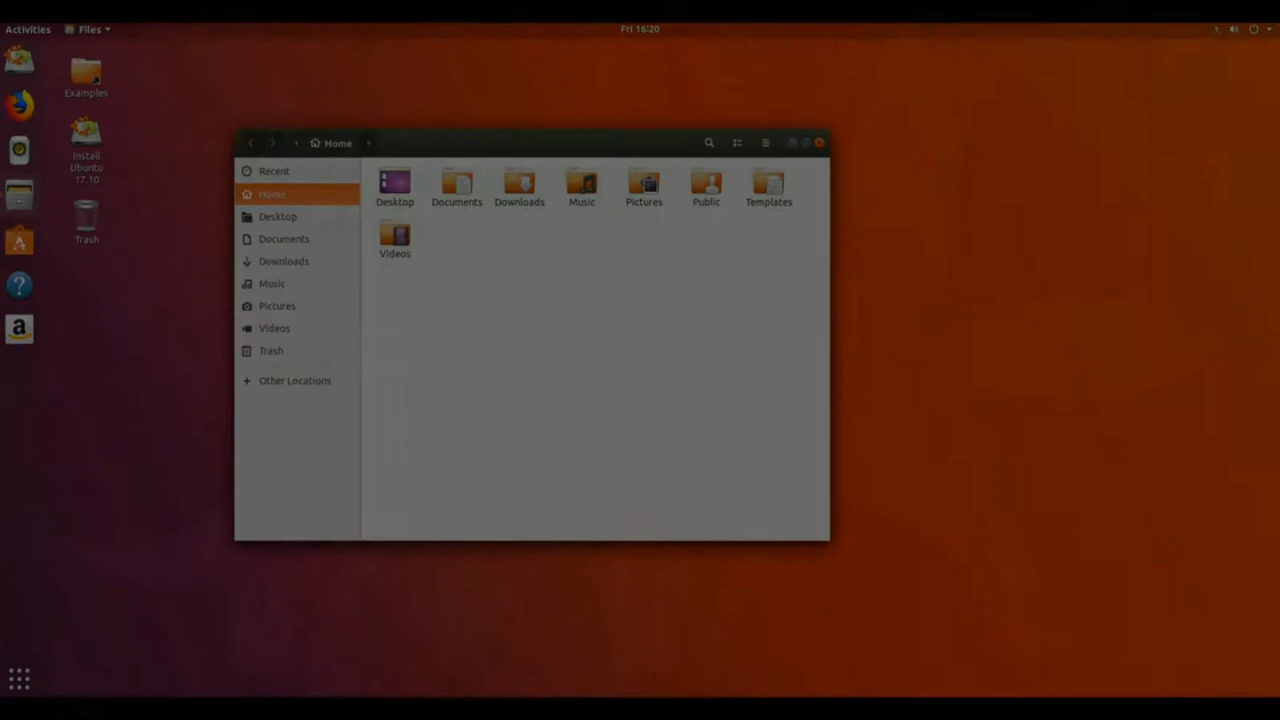 Activities
Files
Fri 16:20
Examples
Install
Ubuntu
17.10
Trash
Home
Recent
Home
Desktop
Documents
Downloads
Music
Pictures
Videos
Trash
Other Locations
Desktop
Documents
Downloads
Music
Pictures
Public
Templates
Videos